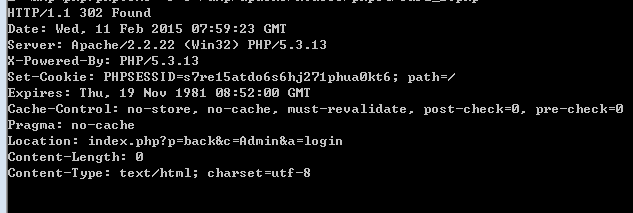 HTTP/1.1 302 Found
Date: Wed, 11 Feb 2015 07:59:23 GMT
Server: Apache/2.2.22 (Win32) PHP/5.3.13
X-Powered-By: PHP/5.3.13
Set-Cookie: PHPSESSID=s7re15atdo6s6hj271phua0kt6; path=/
Expires: Thu, 19 Nov 1981 08:52:00 GMT
Cache-Control: no-store, no-cache, must-revalidate, post-check=0, pre-check=0
Pragma: no-cache
Location: index.php?p=back&c=Admin&a=login
Content-Length: 0
Content-Type: text/html; charset=utf-8